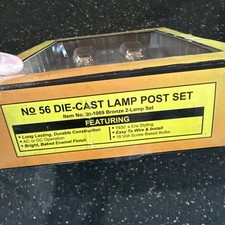 No 56 DIE-CAST LAMP POST SET
Item No. 30-1069 Bronze 2-Lamp Set
FEATURING
• Long Lasting, Durable Construction
• AC or DC Operation
• Bright, Baked Enamel Finish
• 1930's Era Styling
• Easy To Wire & Install
• 18 Volt Screw Based Bulbs